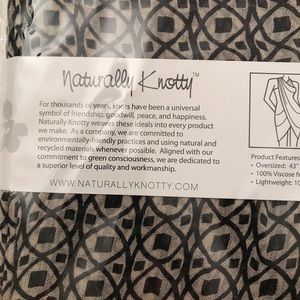 Naturally Knotty™
For thousands of years, knots have been a universal
symbol of friendship, goodwill, peace, and happiness.
Naturally Knotty weaves these ideals into every product
we make. As a company, we are committed to
environmentally-friendly practices and using natural and
recycled materials whenever possible. Aligned with our
commitment to green consciousness, we are dedicated to
a superior level of quality and workmanship.
WWW.NATURALLYKNOTTY.COM
Product Features
• Oversized: 43"
• 100% Viscose
• Lightweight: